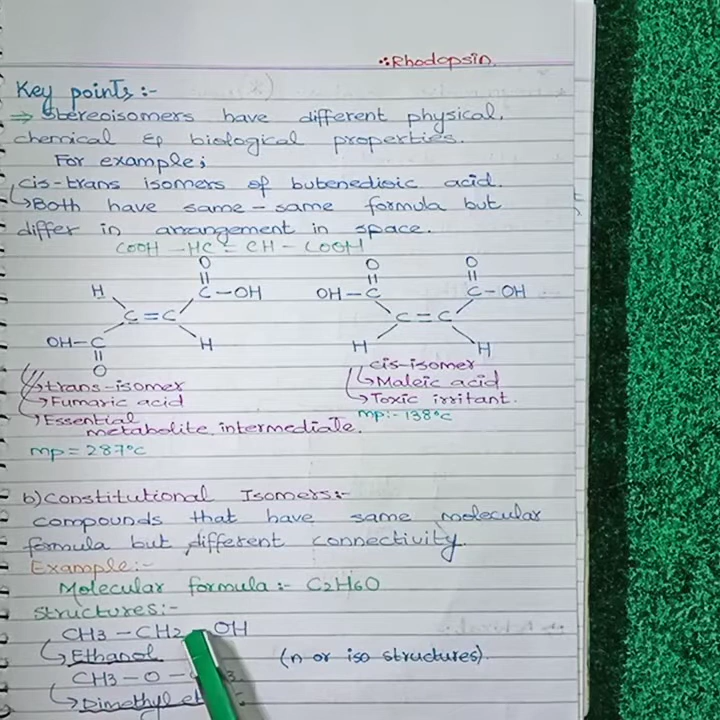 ∴Rhodopsin.
Key points:-
⇒ Stereoisomers have different physical,
chemical & biological properties.
For example;
cis-trans isomers of butenedioic acid.
↳Both have same-same formula but
differ in arrangement in space.
COOH -HC = CH - COOH
O O O
H C-OH OH-C C-OH
C=C C=C
OH-C H H H
O
trans-isomer cis-isomer
↳Fumaric acid ↳Maleic acid
↳Essential ↳Toxic irritant.
metabolite intermediate. mp:- 138°C
mp = 287°C
b) Constitutional Isomers:-
compounds that have same molecular
formula but different connectivity.
Example:-
Molecular formula:- C2H6O
Structures:-
CH3 - CH2 - OH
↳Ethanol (n or iso structures).
CH3 - O - 3.
↳Dimethyl